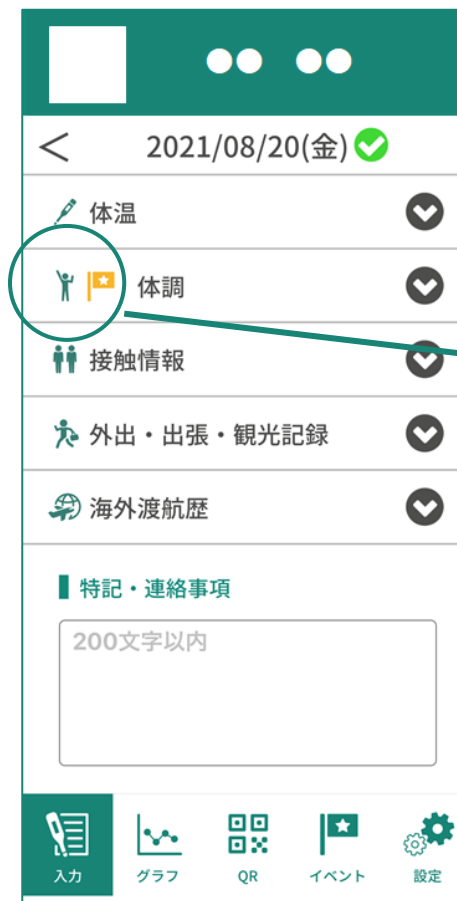 ●● ●●
< 2021/08/20(金)
体温
体調
接触情報
外出・出張・観光記録
海外渡航歴
特記・連絡事項
200文字以内
入力 グラフ QR イベント 設定